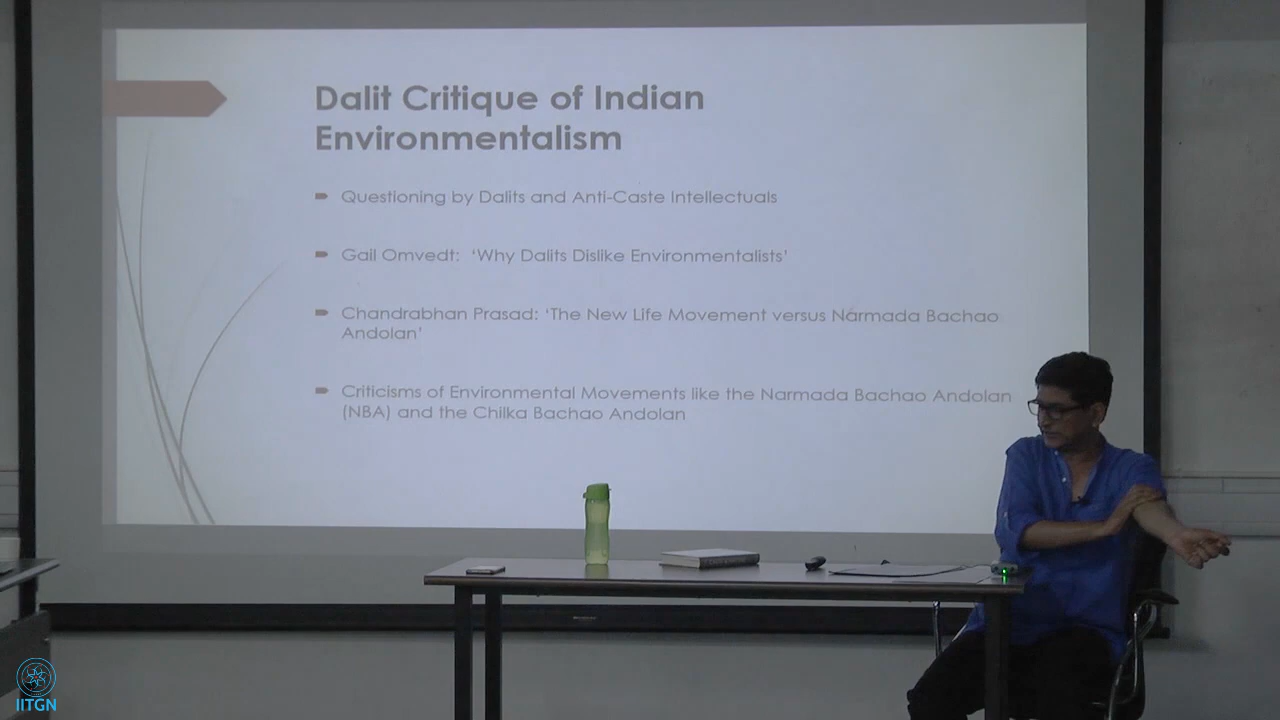 Dalit Critique of Indian
Environmentalism
Questioning by Dalits and Anti-Caste Intellectuals
Gail Omvedt: ‘Why Dalits Dislike Environmentalists’
Chandrabhan Prasad: ‘The New Life Movement versus Narmada Bachao
Andolan’
Criticisms of Environmental Movements like the Narmada Bachao Andolan
(NBA) and the Chilka Bachao Andolan
IITGN